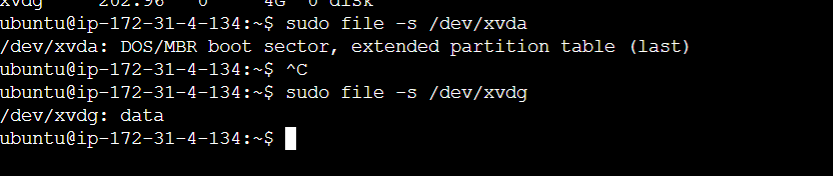 xvdg 202:96 0 4G 0 disk
ubuntu@ip-172-31-4-134:~$ sudo file -s /dev/xvda
/dev/xvda: DOS/MBR boot sector, extended partition table (last)
ubuntu@ip-172-31-4-134:~$ ^C
ubuntu@ip-172-31-4-134:~$ sudo file -s /dev/xvdg
/dev/xvdg: data
ubuntu@ip-172-31-4-134:~$